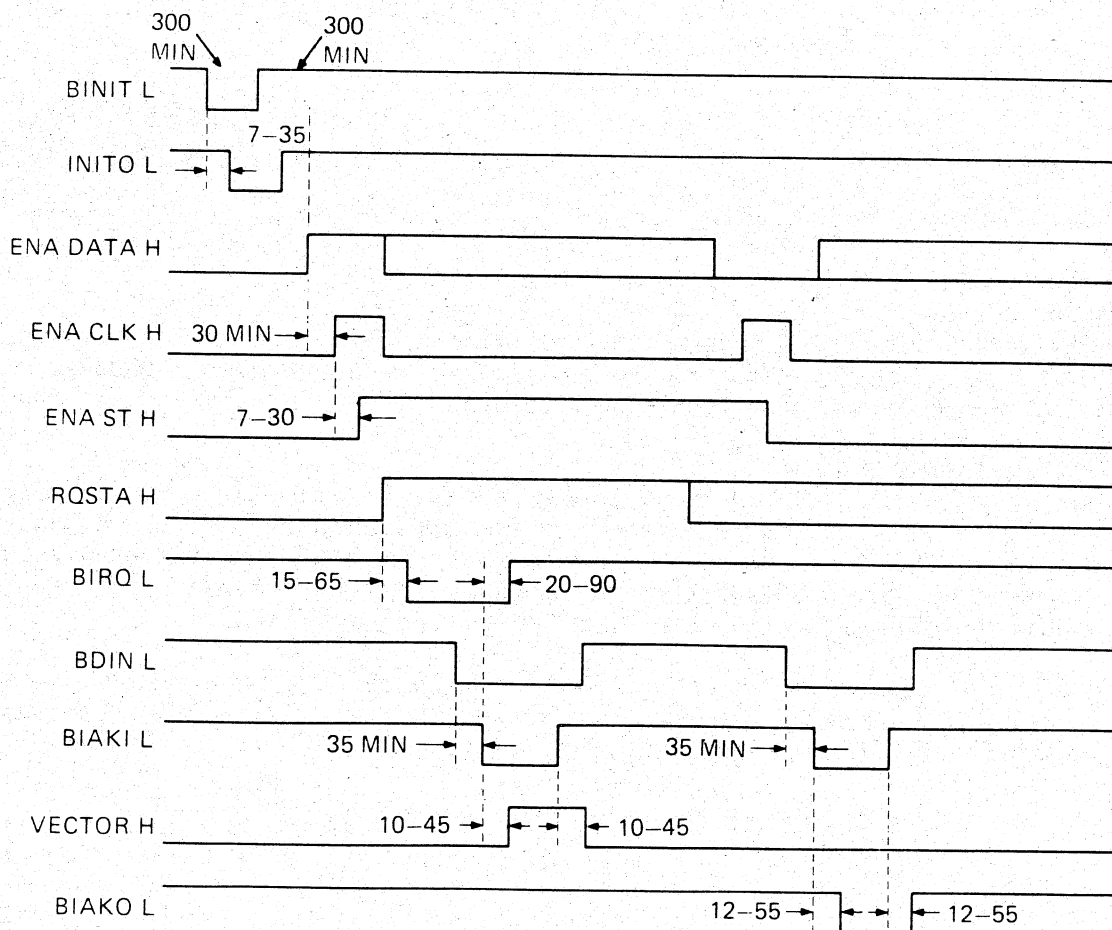 300
MIN
300
MIN
BINIT L
7–35
INITO L
ENA DATA H
30 MIN
ENA CLK H
7–30
ENA ST H
RQSTA H
BIRQ L
15–65
20–90
BDIN L
BIAKI L
35 MIN
35 MIN
VECTOR H
10–45
10–45
BIAKO L
12–55
12–55